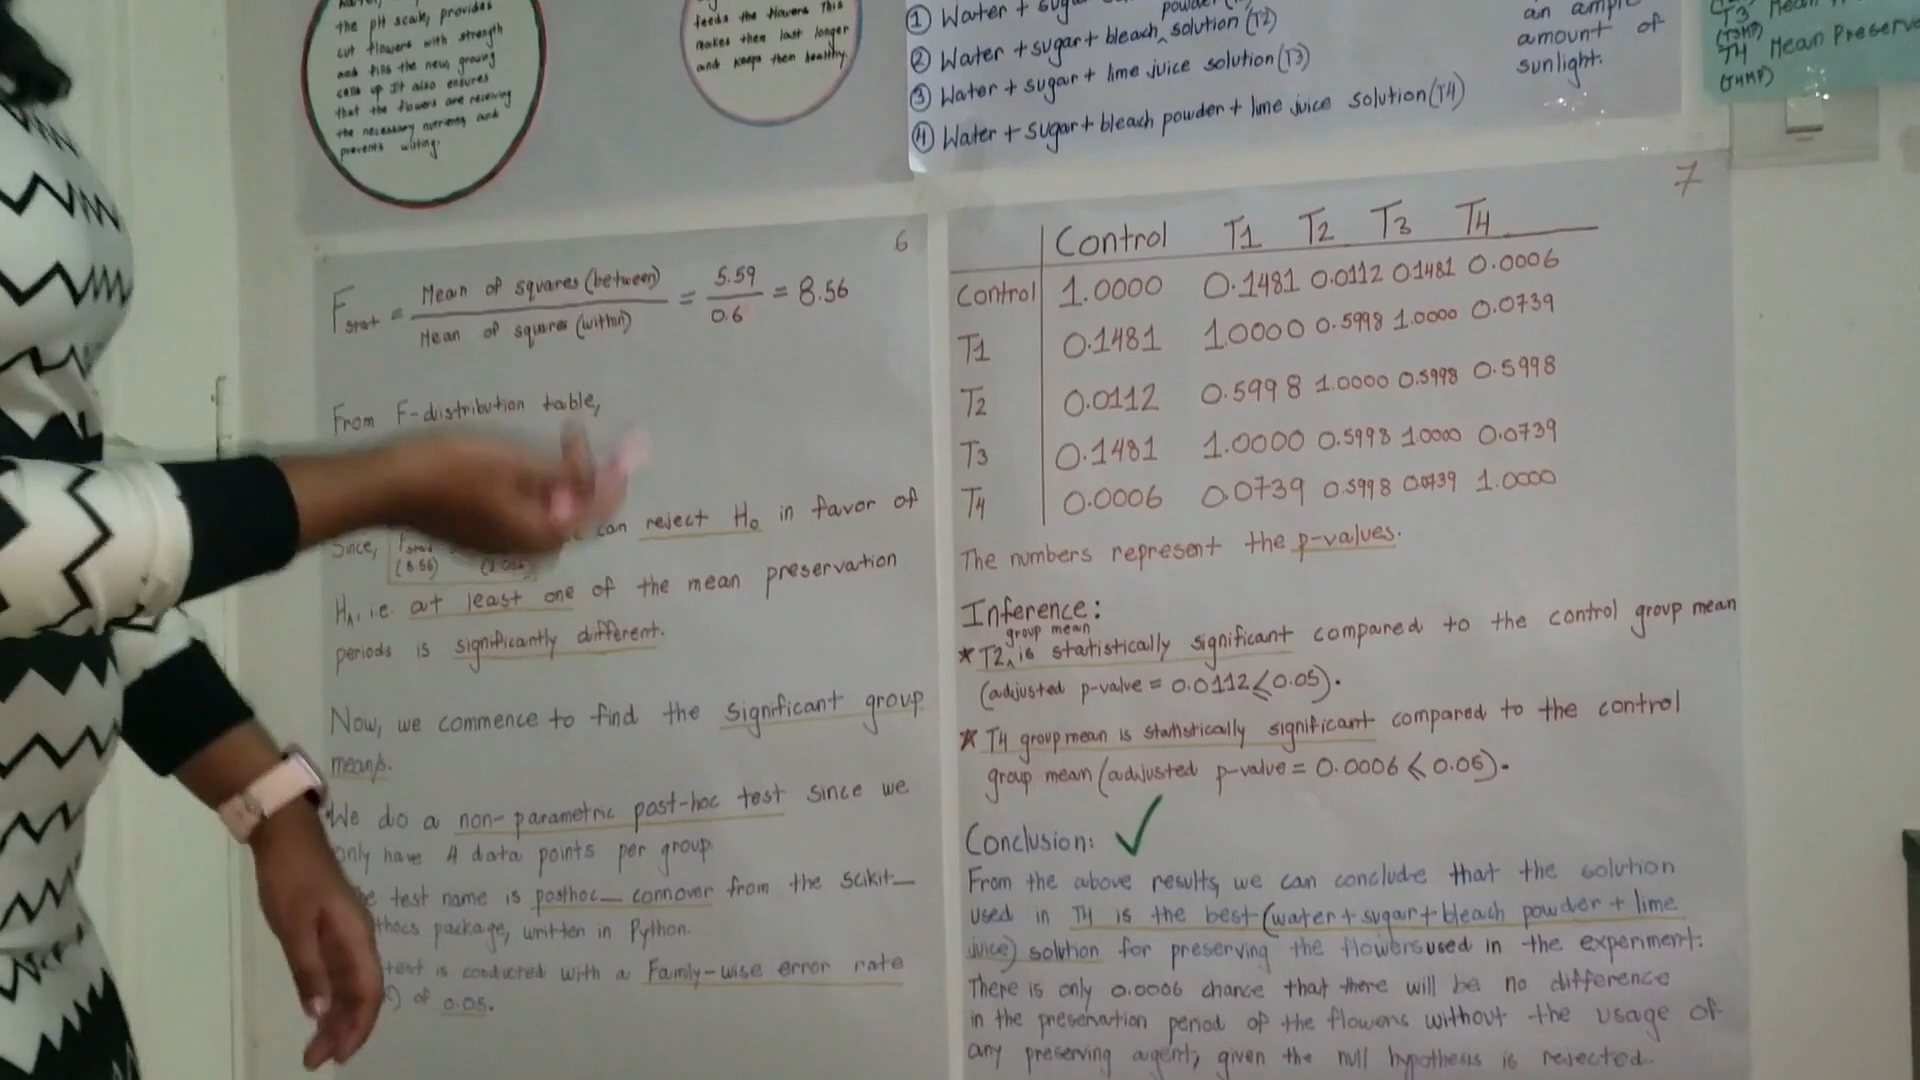 the pH scale, provides
cut flowers with strength
and fills the new, growing
cells up It also ensures
that the flowers are receiving
the necessary nutrients and
prevents wilting.
feeds the flowers This
makes them last longer
and keeps them healthy.
① Water + sugar
② Water + sugar + bleach powder solution (T2)
③ Water + sugar + lime juice solution (T3)
④ Water + sugar + bleach powder + lime juice solution (T4)
an ample
amount of
sunlight.
T3 Mean
(T3MP)
T4 Mean Preserva
(T4MP)
6
Fstat = Mean of squares (between) / Mean of squares (within) = 5.59 / 0.6 = 8.56
From F-distribution table,
Since, can reject H₀ in favor of
(8.56)
HA, i.e. at least one of the mean preservation
periods is significantly different.
Now, we commence to find the significant group
mean/s.
We do a non-parametric post-hoc test since we
only have 4 data points per group
test name is posthoc_connover from the scikit_
package, written in Python.
test is conducted with a Family-wise error rate
of 0.05.
7
Control T1 T2 T3 T4
Control 1.0000 0.1481 0.0112 0.1481 0.0006
T1 0.1481 1.0000 0.5998 1.0000 0.0739
T2 0.0112 0.5998 1.0000 0.5998 0.5998
T3 0.1481 1.0000 0.5998 1.0000 0.0739
T4 0.0006 0.0739 0.5998 0.0739 1.0000
The numbers represent the p-values.
Inference:
* T2 group mean is statistically significant compared to the control group mean
(adjusted p-value = 0.0112 ≤ 0.05).
* T4 group mean is statistically significant compared to the control
group mean (adjusted p-value = 0.0006 ≤ 0.05).
Conclusion: ✓
From the above results, we can conclude that the solution
used in T4 is the best (water + sugar + bleach powder + lime
juice) solution for preserving the flowers used in the experiment.
There is only 0.0006 chance that there will be no difference
in the preservation period of the flowers without the usage of
any preserving agent, given the null hypothesis is rejected.